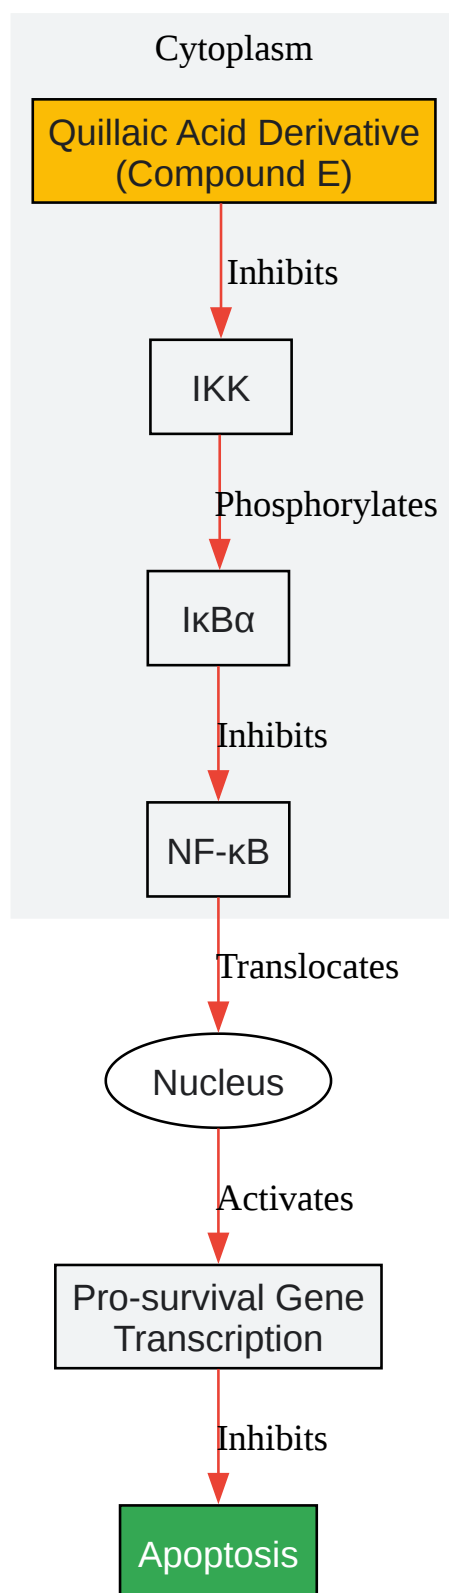 Cytoplasm
Quillaic Acid Derivative
(Compound E)
Inhibits
IKK
Phosphorylates
IκBα
Inhibits
NF-κB
Translocates
Nucleus
Activates
Pro-survival Gene
Transcription
Inhibits
Apoptosis